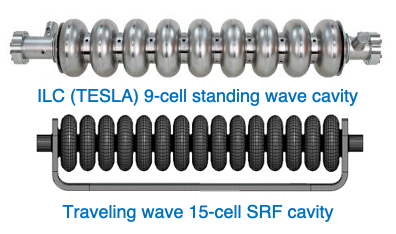 ILC (TESLA) 9-cell standing wave cavity
Traveling wave 15-cell SRF cavity